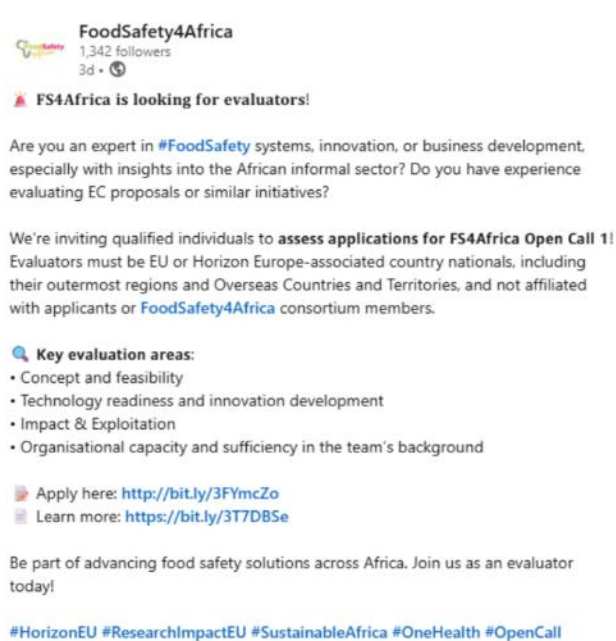 FoodSafety4Africa
1,342 followers
3d •
FS4Africa is looking for evaluators!
Are you an expert in #FoodSafety systems, innovation, or business development,
especially with insights into the African informal sector? Do you have experience
evaluating EC proposals or similar initiatives?
We're inviting qualified individuals to assess applications for FS4Africa Open Call 1!
Evaluators must be EU or Horizon Europe-associated country nationals, including
their outermost regions and Overseas Countries and Territories, and not affiliated
with applicants or FoodSafety4Africa consortium members.
Key evaluation areas:
• Concept and feasibility
• Technology readiness and innovation development
• Impact & Exploitation
• Organisational capacity and sufficiency in the team's background
Apply here: http://bit.ly/3FYmcZo
Learn more: https://bit.ly/3T7DBSe
Be part of advancing food safety solutions across Africa. Join us as an evaluator
today!
#HorizonEU #ResearchImpactEU #SustainableAfrica #OneHealth #OpenCall